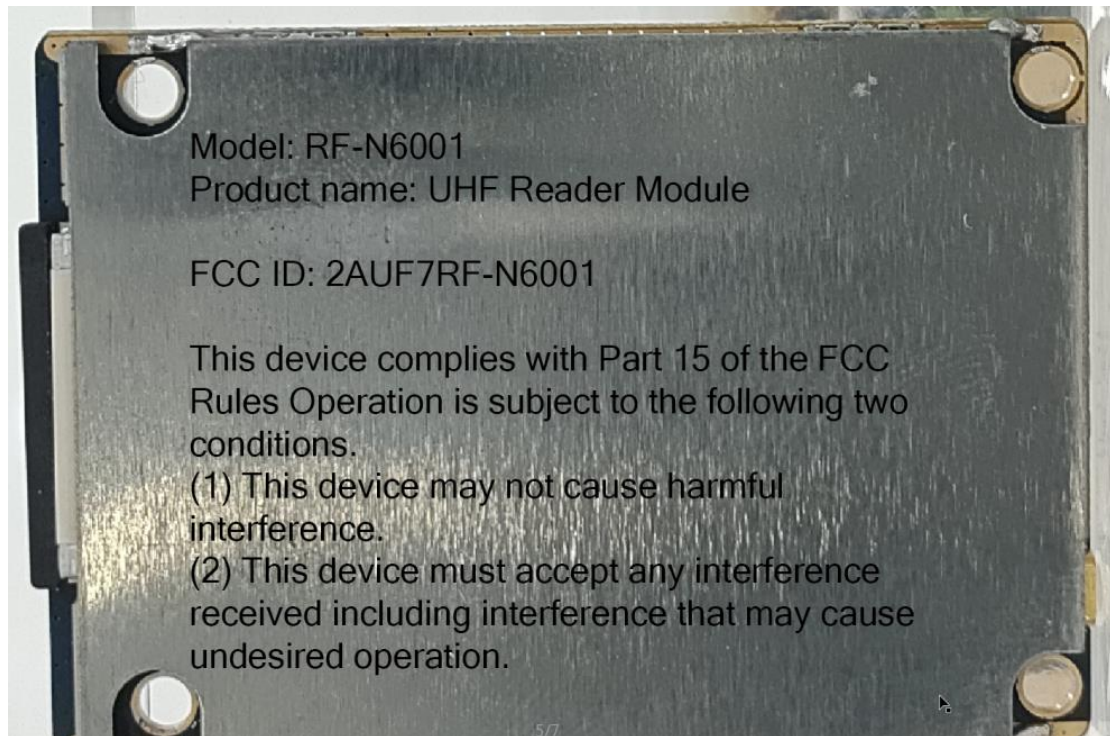 Model: RF-N6001
Product name: UHF Reader Module
FCC ID: 2AUF7RF-N6001
This device complies with Part 15 of the FCC
Rules Operation is subject to the following two
conditions.
(1) This device may not cause harmful
interference.
(2) This device must accept any interference
received including interference that may cause
undesired operation.
5/7